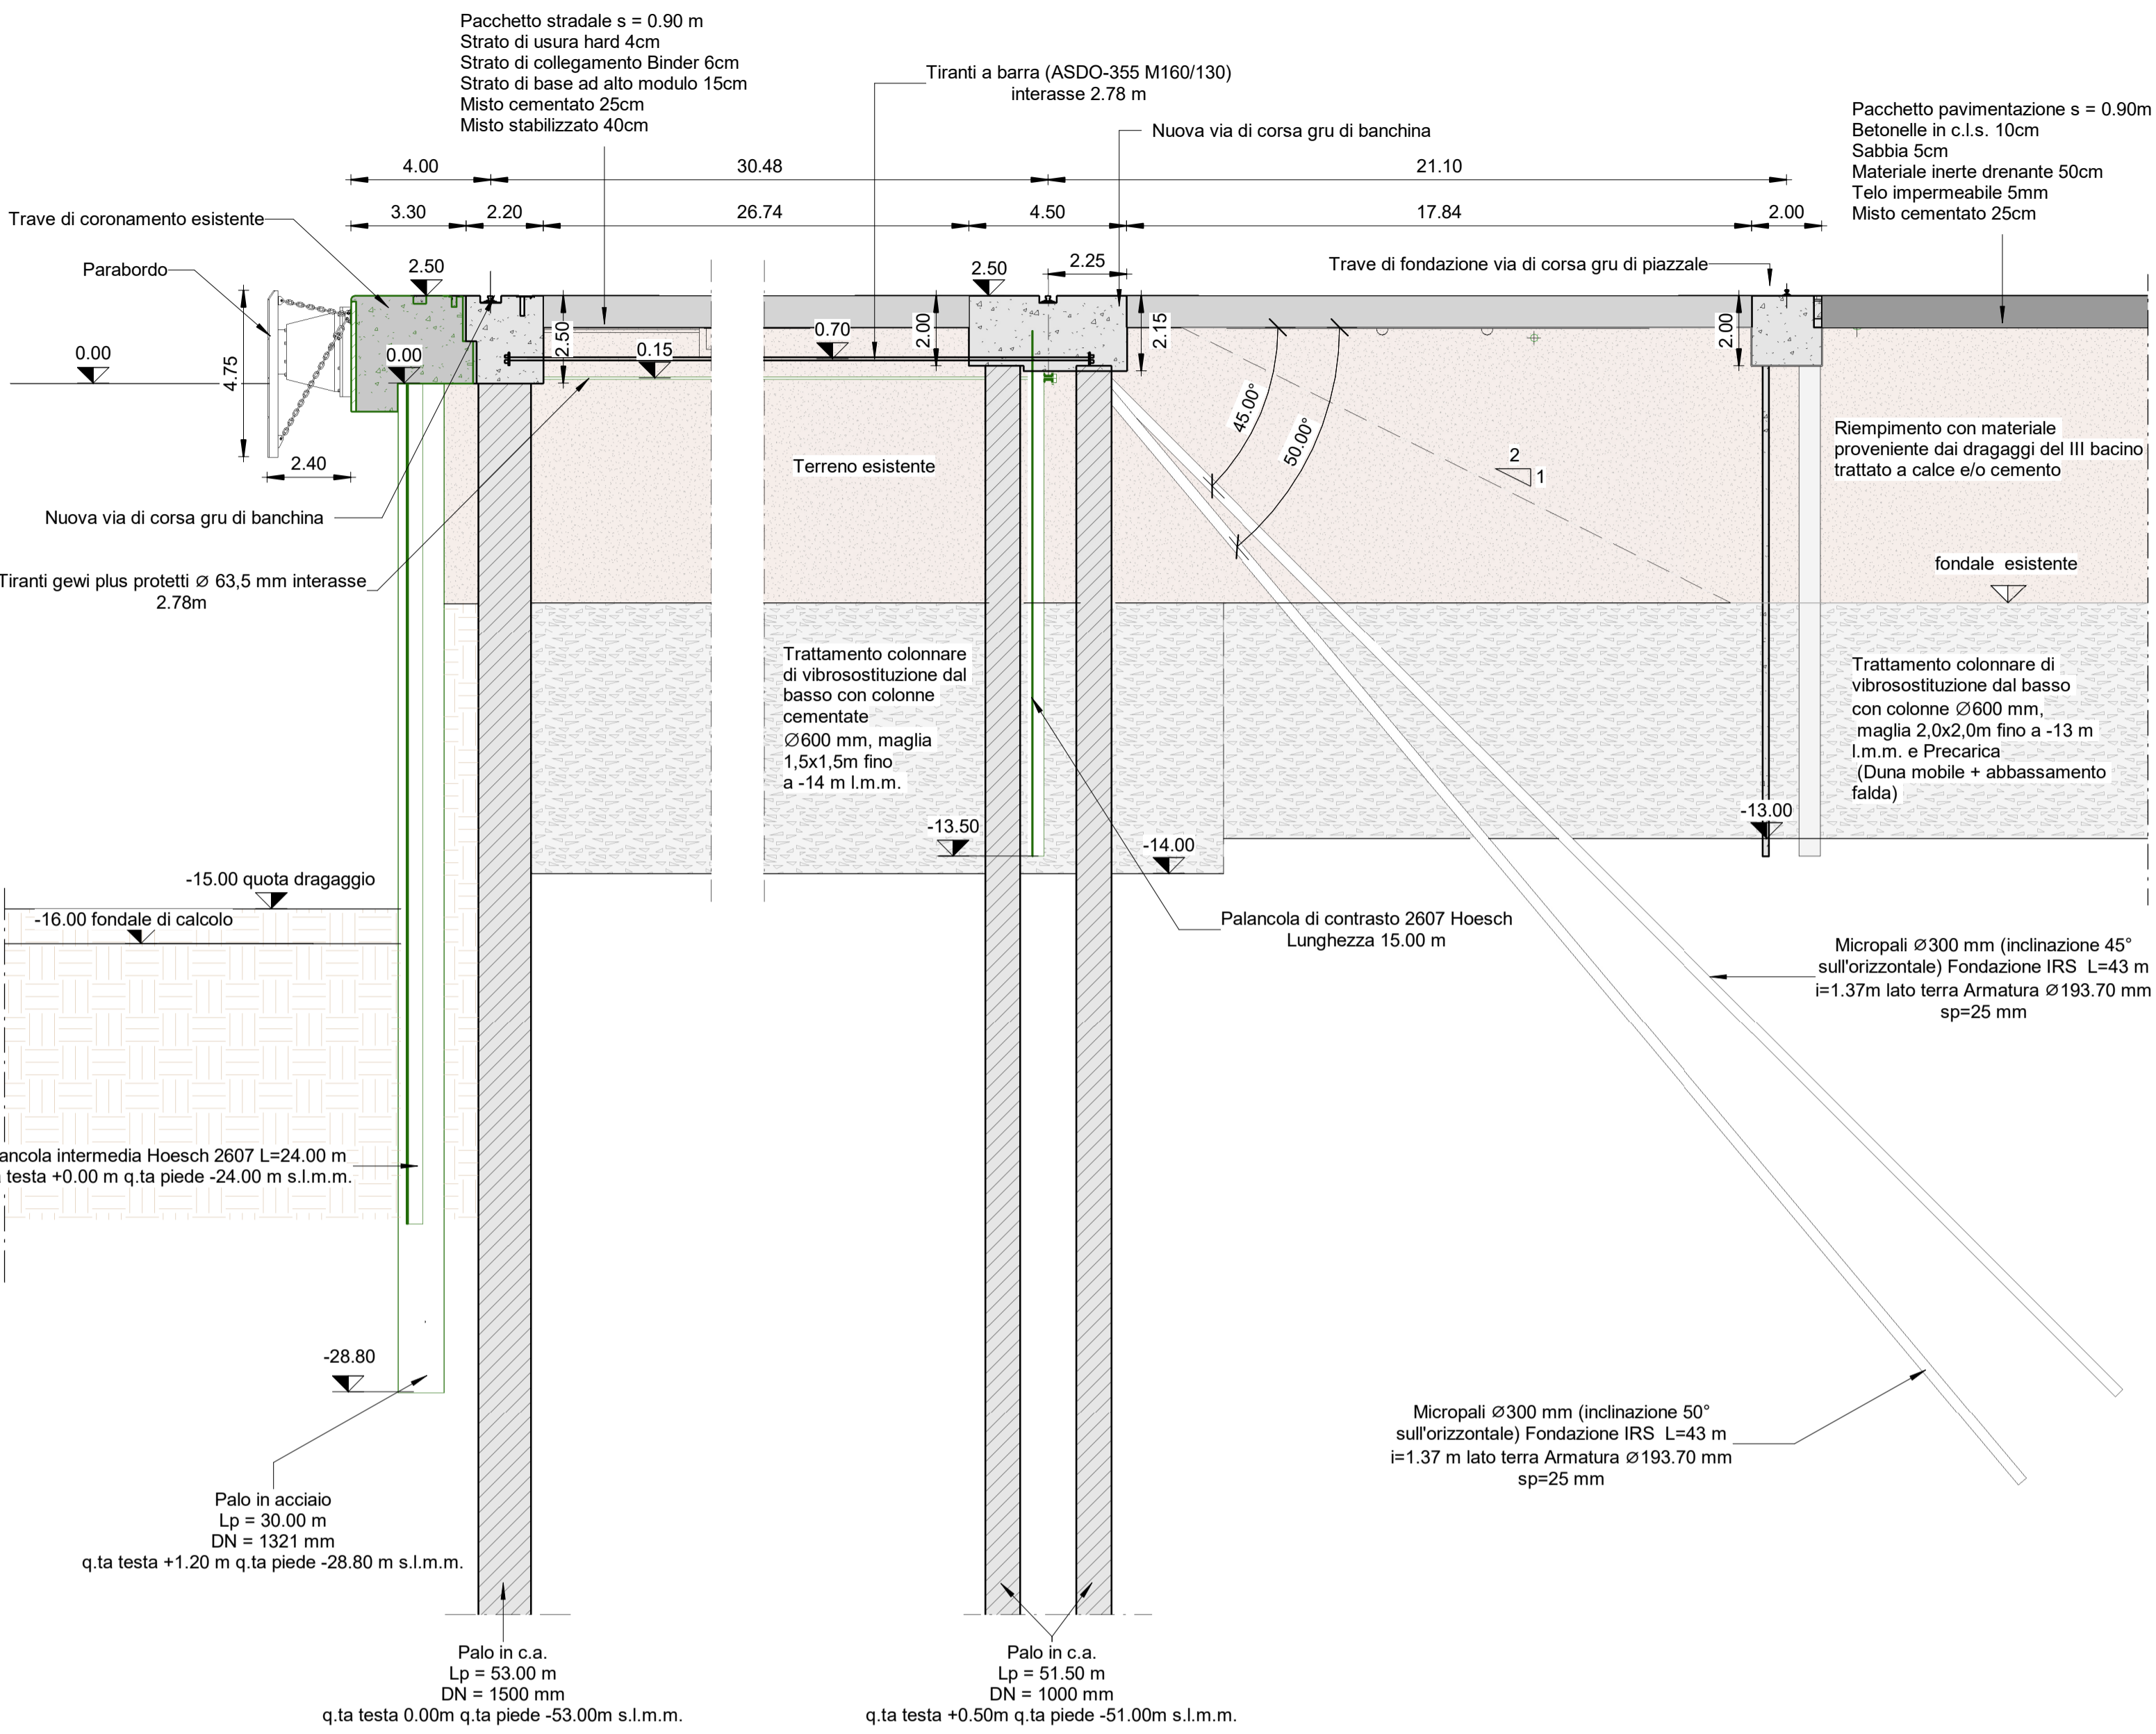 Pacchetto stradale s = 0.90 m
Strato di usura hard 4cm
Strato di collegamento Binder 6cm
Strato di base ad alto modulo 15cm
Misto cementato 25cm
Misto stabilizzato 40cm
Tiranti a barra (ASDO-355 M160/130)
interasse 2.78 m
Nuova via di corsa gru di banchina
Pacchetto pavimentazione s = 0.90m
Betonelle in c.l.s. 10cm
Sabbia 5cm
Materiale inerte drenante 50cm
Telo impermeabile 5mm
Misto cementato 25cm
4.00
30.48
21.10
3.30
2.20
26.74
4.50
17.84
2.00
Trave di coronamento esistente
Parabordo
2.50
2.50
2.25
Trave di fondazione via di corsa gru di piazzale
0.00
4.75
0.00
2.50
0.15
0.70
2.00
2.15
2.00
2.40
45.00°
50.00°
2
1
Terreno esistente
Riempimento con materiale
proveniente dai dragaggi del III bacino
trattato a calce e/o cemento
Nuova via di corsa gru di banchina
Tiranti gewi plus protetti Ø 63,5 mm interasse
2.78m
fondale esistente
Trattamento colonnare
di vibrosostituzione dal
basso con colonne
cementate
Ø600 mm, maglia
1,5x1,5m fino
a -14 m l.m.m.
Trattamento colonnare di
vibrosostituzione dal basso
con colonne Ø600 mm,
maglia 2,0x2,0m fino a -13 m
l.m.m. e Precarica
(Duna mobile + abbassamento
falda)
-13.50
-14.00
-13.00
-15.00 quota dragaggio
-16.00 fondale di calcolo
Palancola di contrasto 2607 Hoesch
Lunghezza 15.00 m
Micropali Ø300 mm (inclinazione 45°
sull'orizzontale) Fondazione IRS L=43 m
i=1.37m lato terra Armatura Ø193.70 mm
sp=25 mm
ancola intermedia Hoesch 2607 L=24.00 m
testa +0.00 m q.ta piede -24.00 m s.l.m.m.
-28.80
Micropali Ø300 mm (inclinazione 50°
sull'orizzontale) Fondazione IRS L=43 m
i=1.37 m lato terra Armatura Ø193.70 mm
sp=25 mm
Palo in acciaio
Lp = 30.00 m
DN = 1321 mm
q.ta testa +1.20 m q.ta piede -28.80 m s.l.m.m.
Palo in c.a.
Lp = 53.00 m
DN = 1500 mm
q.ta testa 0.00m q.ta piede -53.00m s.l.m.m.
Palo in c.a.
Lp = 51.50 m
DN = 1000 mm
q.ta testa +0.50m q.ta piede -51.00m s.l.m.m.